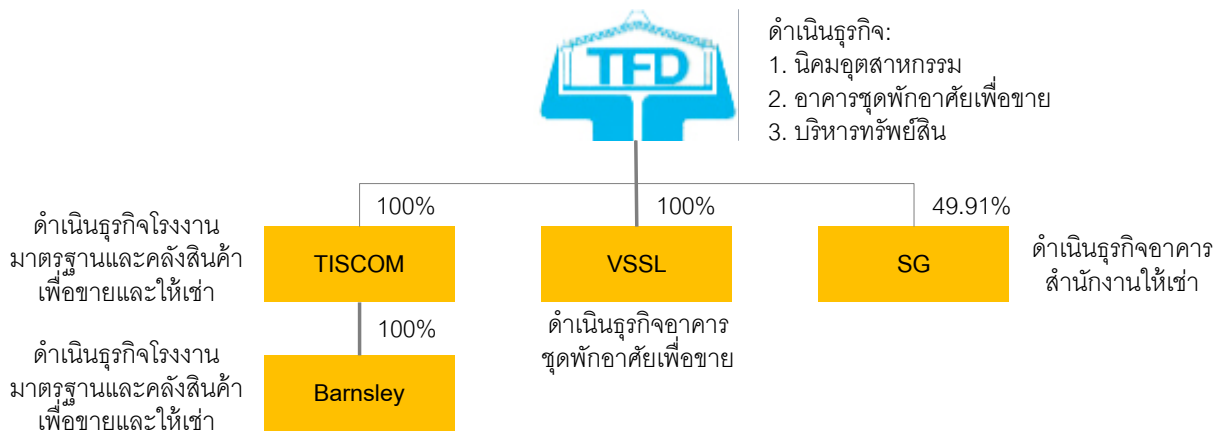 TFD
ดำเนินธุรกิจ:
1. นิคมอุตสาหกรรม
2. อาคารชุดพักอาศัยเพื่อขาย
3. บริหารทรัพย์สิน
100%
100%
49.91%
ดำเนินธุรกิจโรงงาน
มาตรฐานและคลังสินค้า
เพื่อขายและให้เช่า
TISCOM
VSSL
SG
ดำเนินธุรกิจอาคาร
สำนักงานให้เช่า
100%
ดำเนินธุรกิจอาคาร
ชุดพักอาศัยเพื่อขาย
ดำเนินธุรกิจโรงงาน
มาตรฐานและคลังสินค้า
เพื่อขายและให้เช่า
Barnsley